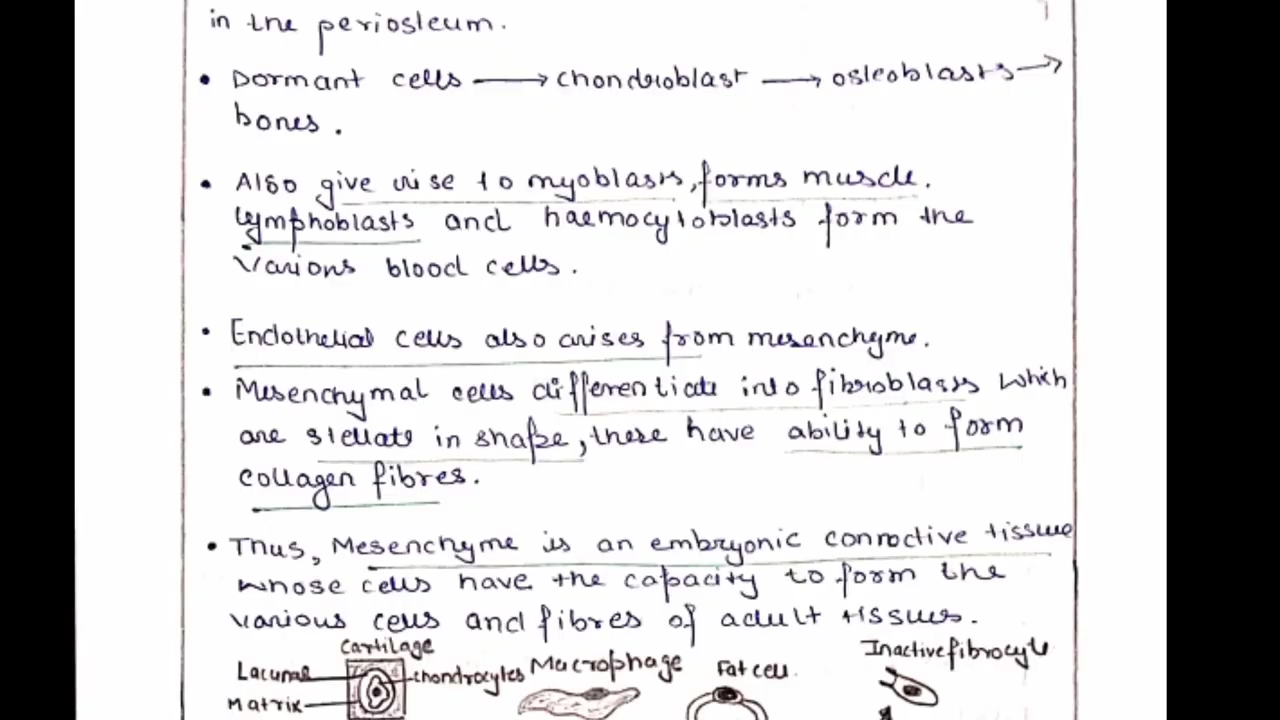 in the periosteum.
• Dormant cells → chondroblast → osteoblasts →
bones.
• Also give rise to myoblasts, forms muscle.
lymphoblasts and haemocytoblasts form the
various blood cells.
• Endothelial cells also arises from mesenchyme.
• Mesenchymal cells differentiate into fibroblasts which
are stellate in shape, these have ability to form
collagen fibres.
• Thus, Mesenchyme is an embryonic connective tissue
whose cells have the capacity to form the
various cells and fibres of adult tissues.
Cartilage
Inactive fibrocyte
Lacunae chondrocytes Macrophage Fat cell.
Matrix